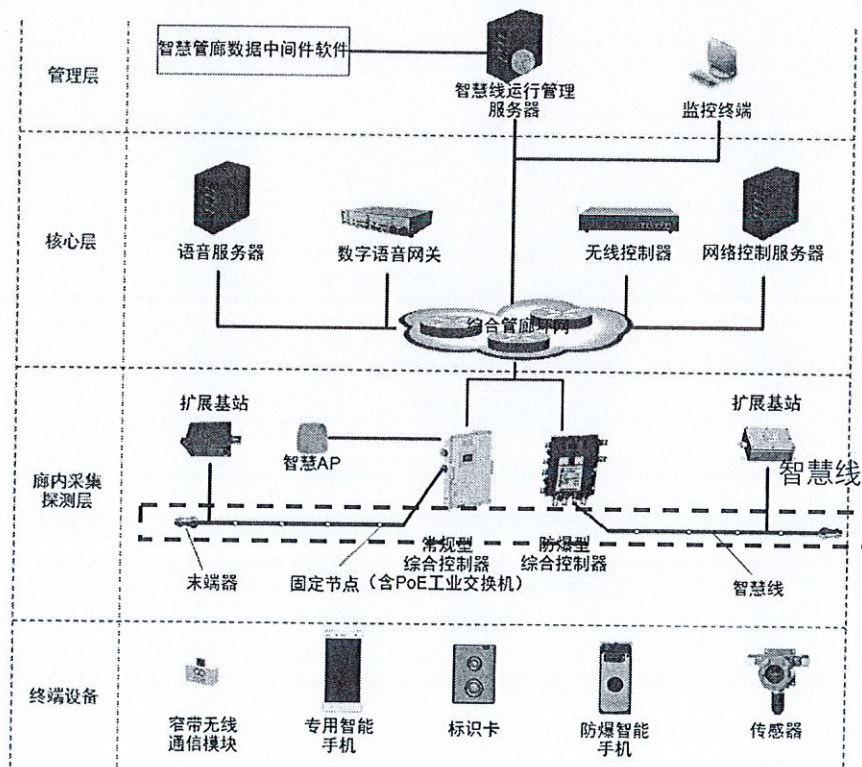 智慧管廊数据中间件软件
管理层
智慧线运行管理
服务器
监控终端
核心层
语音服务器
数字语音网关
无线控制器
网络控制服务器
综合管廊环网
扩展基站
扩展基站
智慧AP
智慧线
廊内采集
探测层
常规型
综合控制器
防爆型
综合控制器
末端器
固定节点（含PoE工业交换机）
智慧线
终端设备
窄带无线
通信模块
专用智能
手机
标识卡
防爆智能
手机
传感器